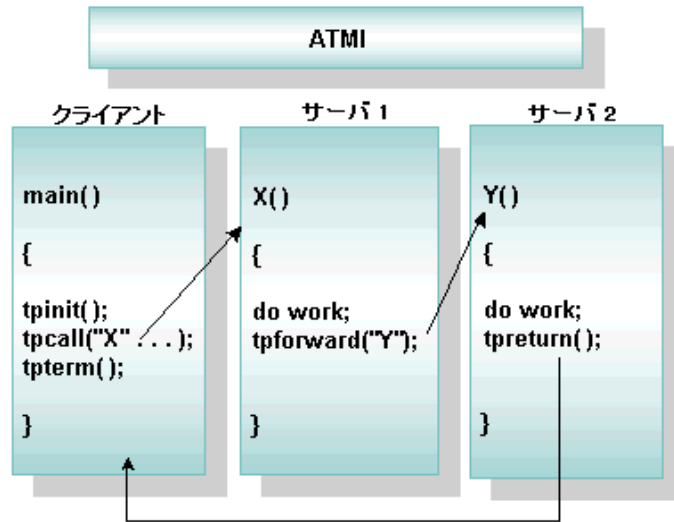 ATMI
クライアント
main()
{
tpinit();
tpcall("X" . . . );
tpterm();
}
サーバ 1
X()
{
do work;
tpforward("Y");
}
サーバ 2
Y()
{
do work;
tpreturn();
}